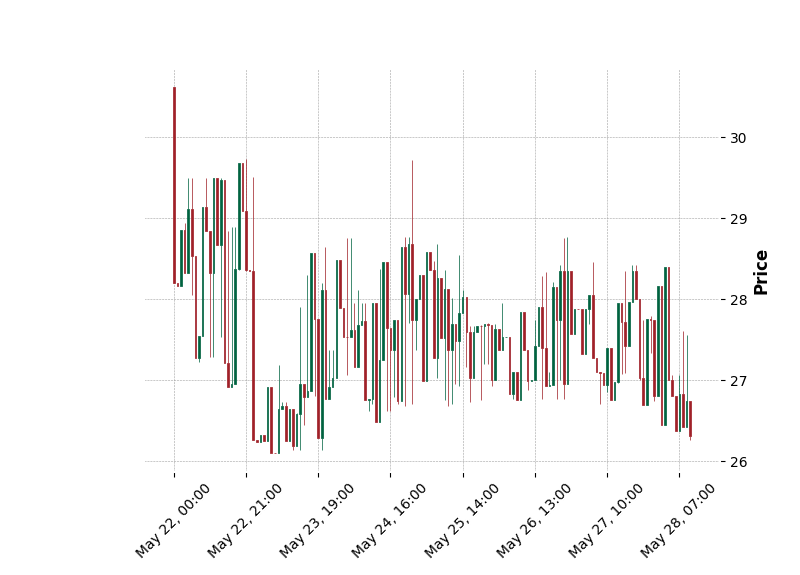 30
29
28
27
26
Price
May 22, 00:00
May 22, 21:00
May 23, 19:00
May 24, 16:00
May 25, 14:00
May 26, 13:00
May 27, 10:00
May 28, 07:00